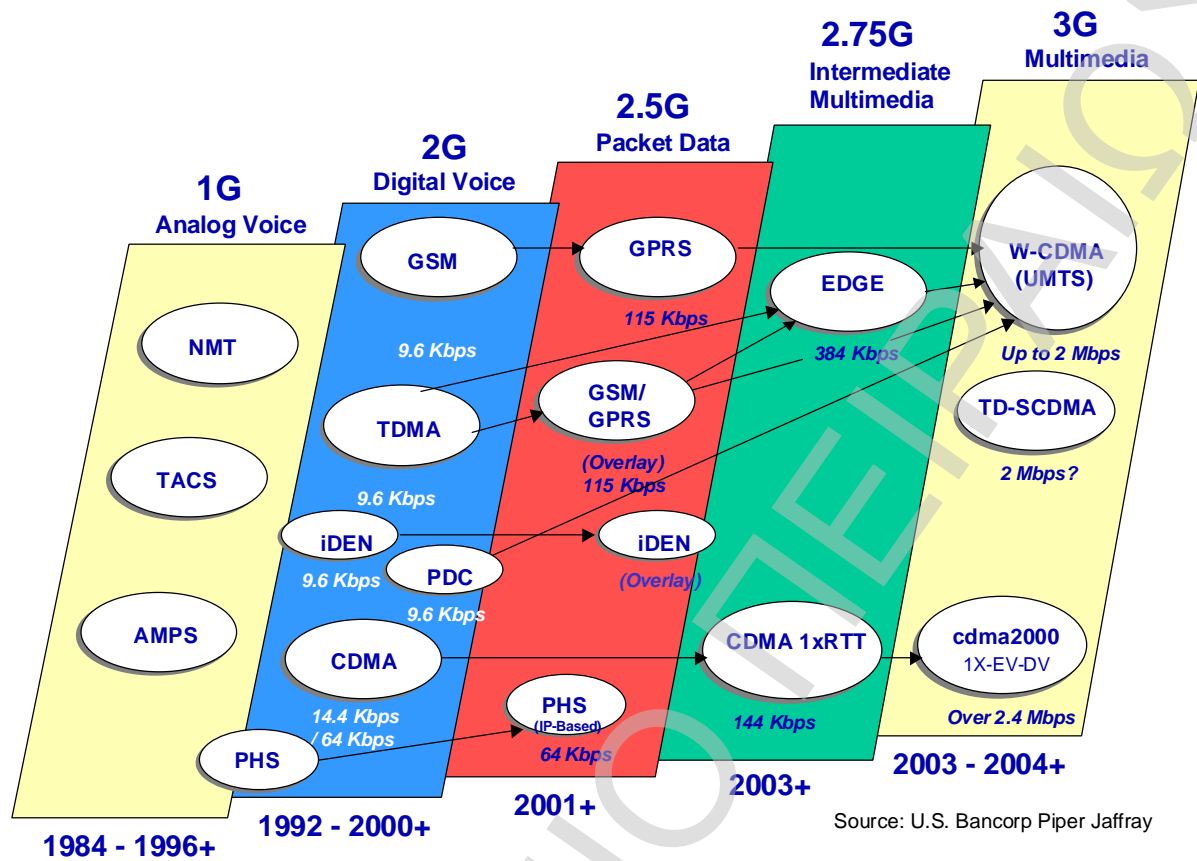 1G
Analog Voice
NMT
TACS
AMPS
PHS
1984 - 1996+
2G
Digital Voice
GSM
9.6 Kbps
TDMA
9.6 Kbps
iDEN
9.6 Kbps
PDC
9.6 Kbps
CDMA
14.4 Kbps
/ 64 Kbps
1992 - 2000+
2.5G
Packet Data
GPRS
115 Kbps
GSM/
GPRS
(Overlay)
115 Kbps
iDEN
(Overlay)
PHS
(IP-Based)
64 Kbps
2001+
2.75G
Intermediate
Multimedia
EDGE
384 Kbps
CDMA 1xRTT
144 Kbps
2003+
3G
Multimedia
W-CDMA
(UMTS)
Up to 2 Mbps
TD-SCDMA
2 Mbps?
cdma2000
1X-EV-DV
Over 2.4 Mbps
2003 - 2004+
Source: U.S. Bancorp Piper Jaffray